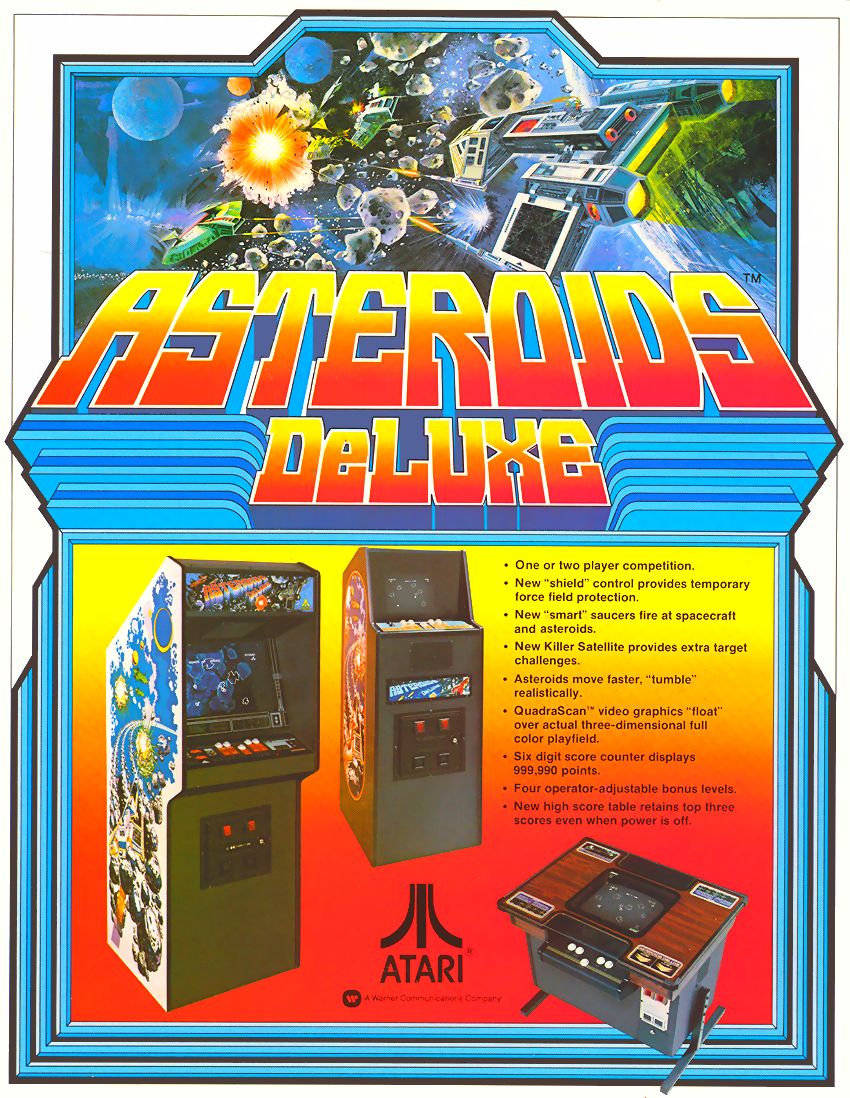 ASTEROIDS™
DeLUXE
• One or two player competition.
• New "shield" control provides temporary
force field protection.
• New "smart" saucers fire at spacecraft
and asteroids.
• New Killer Satellite provides extra target
challenges.
• Asteroids move faster, "tumble"
realistically.
• QuadraScan™ video graphics "float"
over actual three-dimensional full
color playfield.
• Six digit score counter displays
999,990 points.
• Four operator-adjustable bonus levels.
• New high score table retains top three
scores even when power is off.
ASTEROIDS
ASTEROIDS
DELUXE
ATARI®
A Warner Communications Company